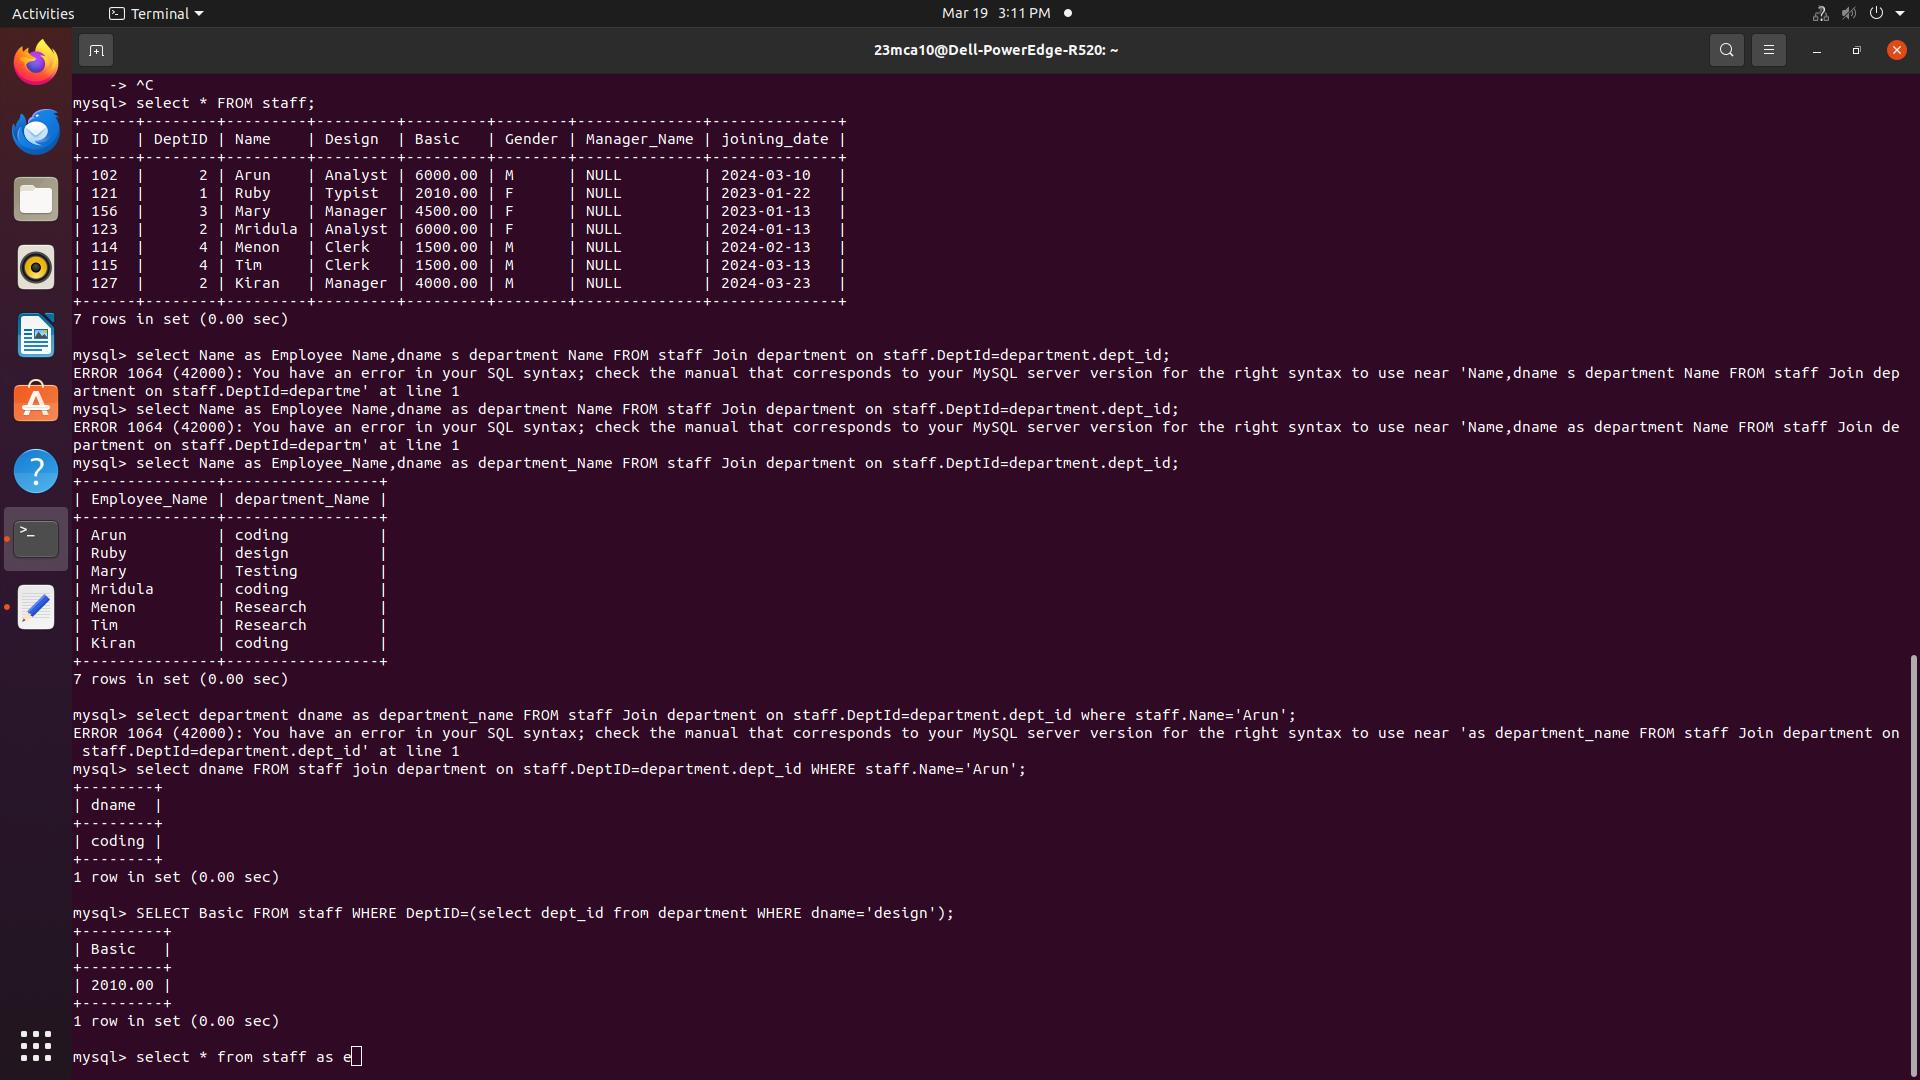 Activities
Terminal
Mar 19 3:11 PM
23mca10@Dell-PowerEdge-R520: ~
    -> ^C
mysql> select * FROM staff;
+------+--------+---------+---------+---------+--------+--------------+--------------+
| ID   | DeptID | Name    | Design  | Basic   | Gender | Manager_Name | joining_date |
+------+--------+---------+---------+---------+--------+--------------+--------------+
| 102  |      2 | Arun    | Analyst | 6000.00 | M      | NULL         | 2024-03-10   |
| 121  |      1 | Ruby    | Typist  | 2010.00 | F      | NULL         | 2023-01-22   |
| 156  |      3 | Mary    | Manager | 4500.00 | F      | NULL         | 2023-01-13   |
| 123  |      2 | Mridula | Analyst | 6000.00 | F      | NULL         | 2024-01-13   |
| 114  |      4 | Menon   | Clerk   | 1500.00 | M      | NULL         | 2024-02-13   |
| 115  |      4 | Tim     | Clerk   | 1500.00 | M      | NULL         | 2024-03-13   |
| 127  |      2 | Kiran   | Manager | 4000.00 | M      | NULL         | 2024-03-23   |
+------+--------+---------+---------+---------+--------+--------------+--------------+
7 rows in set (0.00 sec)
mysql> select Name as Employee Name,dname s department Name FROM staff Join department on staff.DeptId=department.dept_id;
ERROR 1064 (42000): You have an error in your SQL syntax; check the manual that corresponds to your MySQL server version for the right syntax to use near 'Name,dname s department Name FROM staff Join dep
artment on staff.DeptId=departme' at line 1
mysql> select Name as Employee Name,dname as department Name FROM staff Join department on staff.DeptId=department.dept_id;
ERROR 1064 (42000): You have an error in your SQL syntax; check the manual that corresponds to your MySQL server version for the right syntax to use near 'Name,dname as department Name FROM staff Join de
partment on staff.DeptId=departm' at line 1
mysql> select Name as Employee_Name,dname as department_Name FROM staff Join department on staff.DeptId=department.dept_id;
+---------------+-----------------+
| Employee_Name | department_Name |
+---------------+-----------------+
| Arun          | coding          |
| Ruby          | design          |
| Mary          | Testing         |
| Mridula       | coding          |
| Menon         | Research        |
| Tim           | Research        |
| Kiran         | coding          |
+---------------+-----------------+
7 rows in set (0.00 sec)
mysql> select department dname as department_name FROM staff Join department on staff.DeptId=department.dept_id where staff.Name='Arun';
ERROR 1064 (42000): You have an error in your SQL syntax; check the manual that corresponds to your MySQL server version for the right syntax to use near 'as department_name FROM staff Join department on
 staff.DeptId=department.dept_id' at line 1
mysql> select dname FROM staff join department on staff.DeptID=department.dept_id WHERE staff.Name='Arun';
+--------+
| dname  |
+--------+
| coding |
+--------+
1 row in set (0.00 sec)
mysql> SELECT Basic FROM staff WHERE DeptID=(select dept_id from department WHERE dname='design');
+---------+
| Basic   |
+---------+
| 2010.00 |
+---------+
1 row in set (0.00 sec)
mysql> select * from staff as e